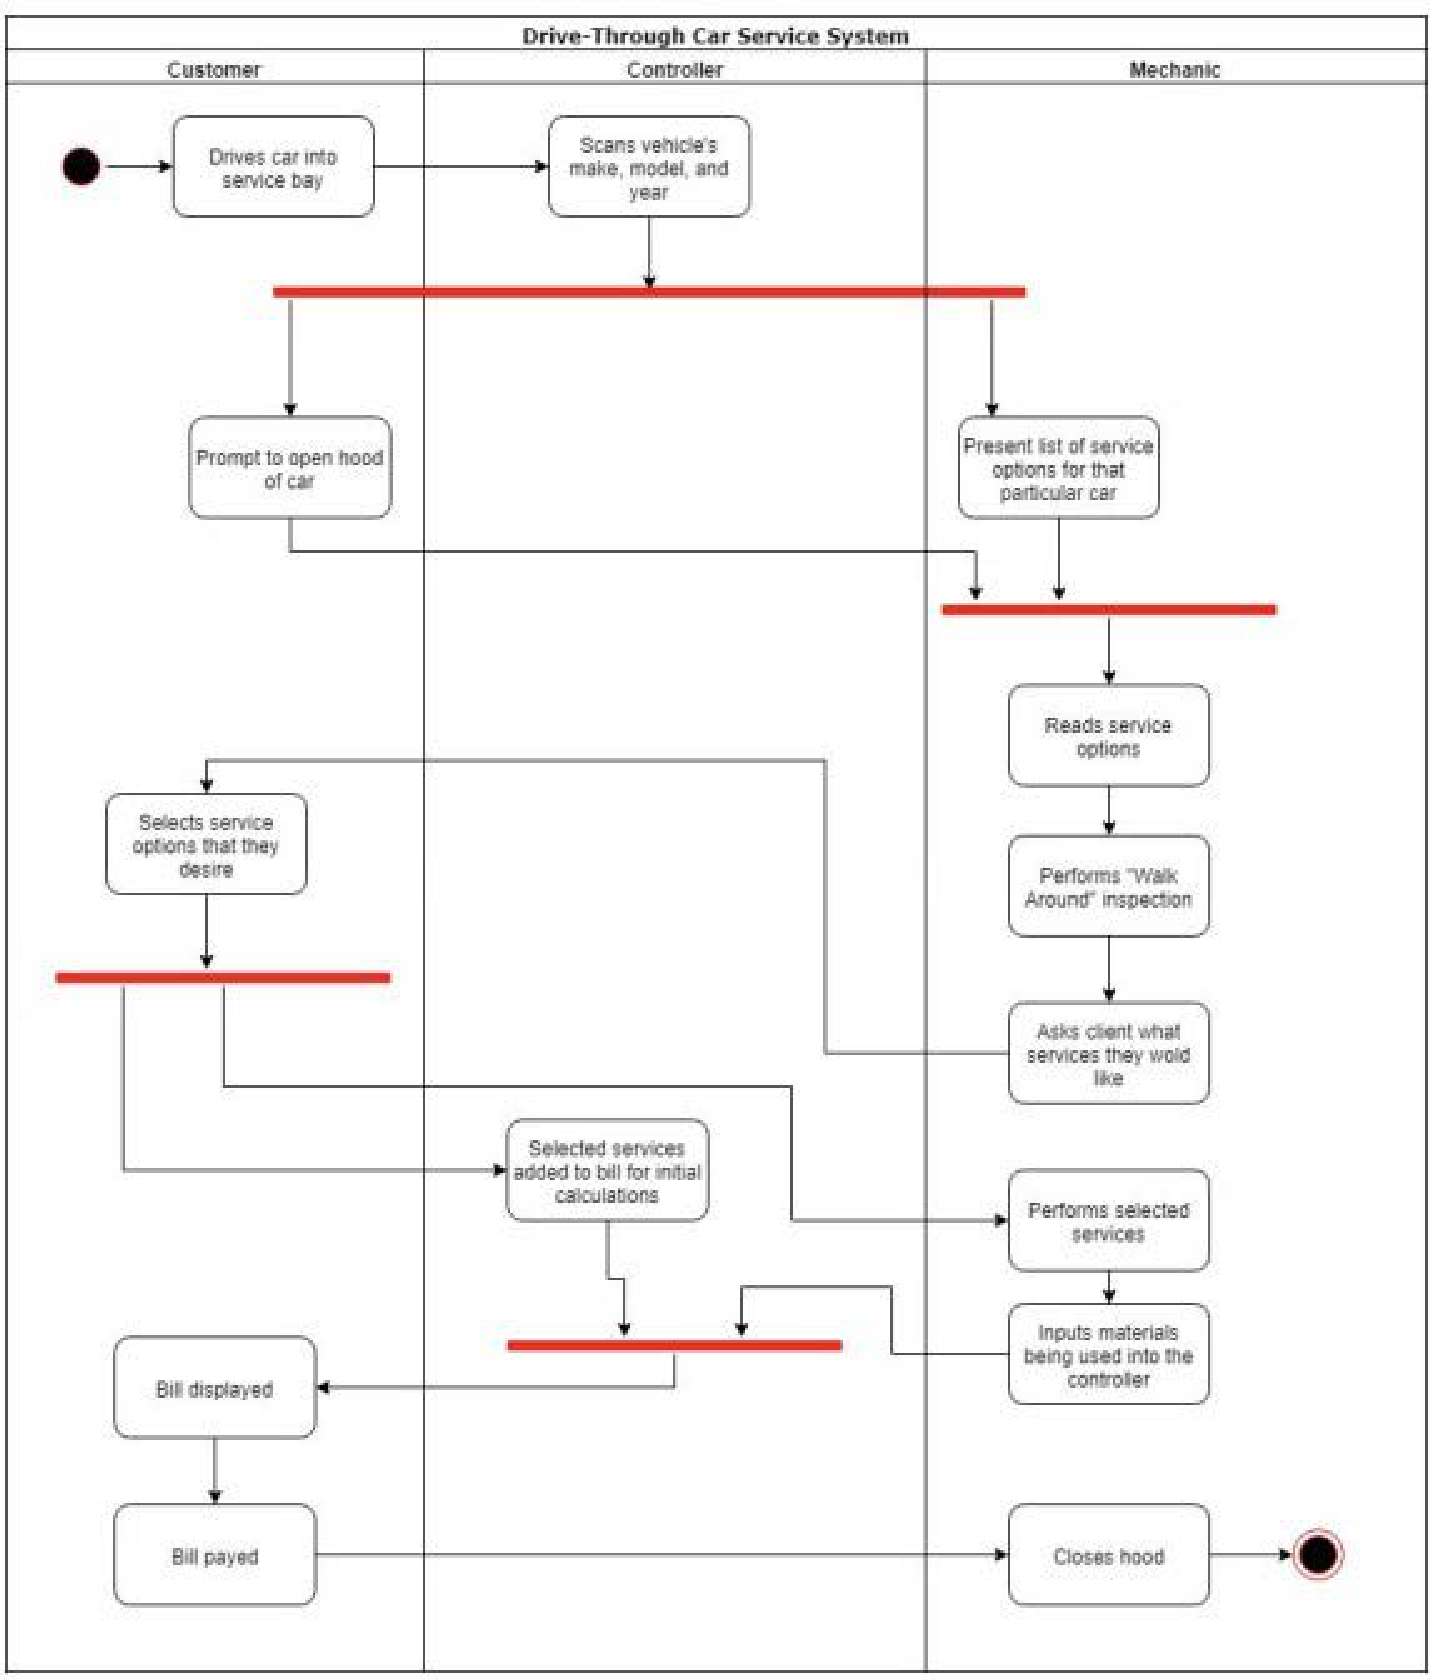 Drive-Through Car Service System
Customer
Controller
Mechanic
Drives car into
service bay
Scans vehicle's
make, model, and
year
Prompt to open hood
of car
Present list of service
options for that
particular car
Reads service
options
Selects service
options that they
desire
Performs "Walk
Around" inspection
Asks client what
services they wold
like
Selected services
added to bill for initial
calculations
Performs selected
services
Inputs materials
being used into the
controller
Bill displayed
Bill payed
Closes hood